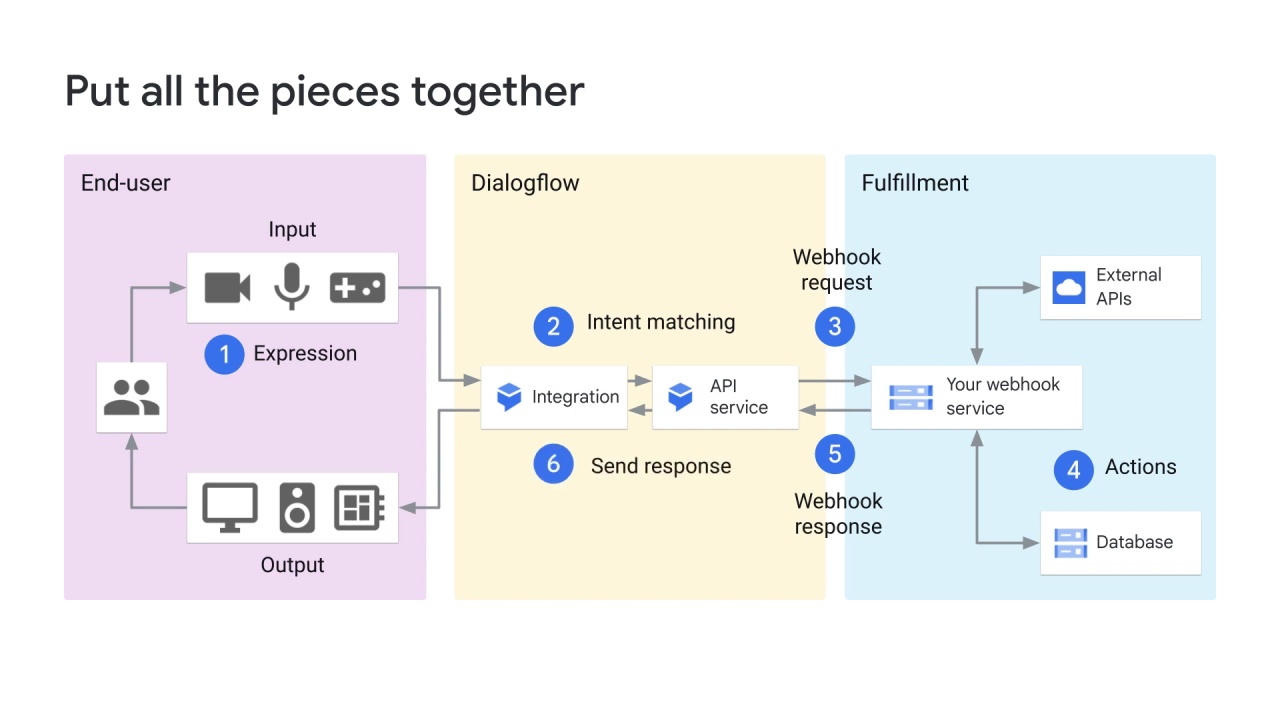 Put all the pieces together
End-user
Input
1
Expression
Output
Dialogflow
2
Intent matching
Integration
API
service
6
Send response
Webhook
request
3
5
Webhook
response
Fulfillment
External
APIs
Your webhook
service
4
Actions
Database